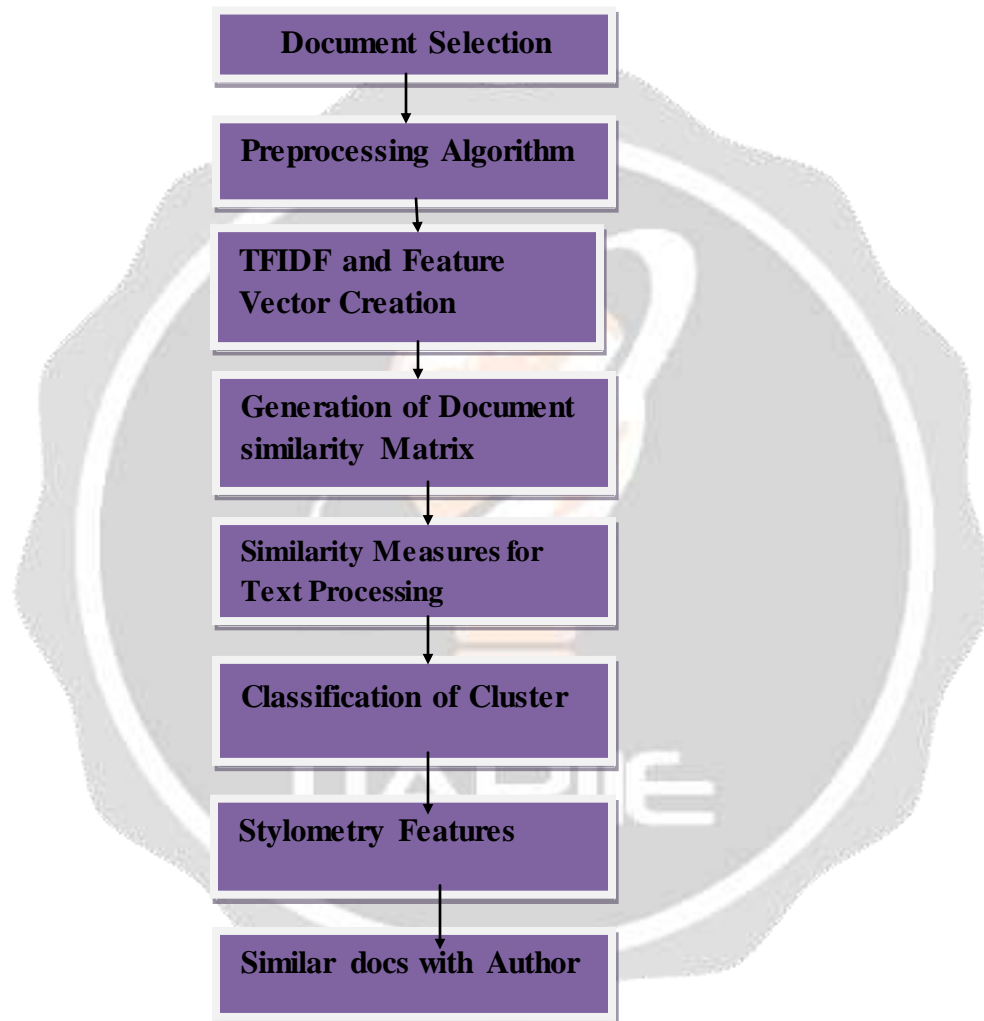 Document Selection
Preprocessing Algorithm
TFIDF and Feature
Vector Creation
Generation of Document
similarity Matrix
Similarity Measures for
Text Processing
Classification of Cluster
Stylometry Features
Similar docs with Author